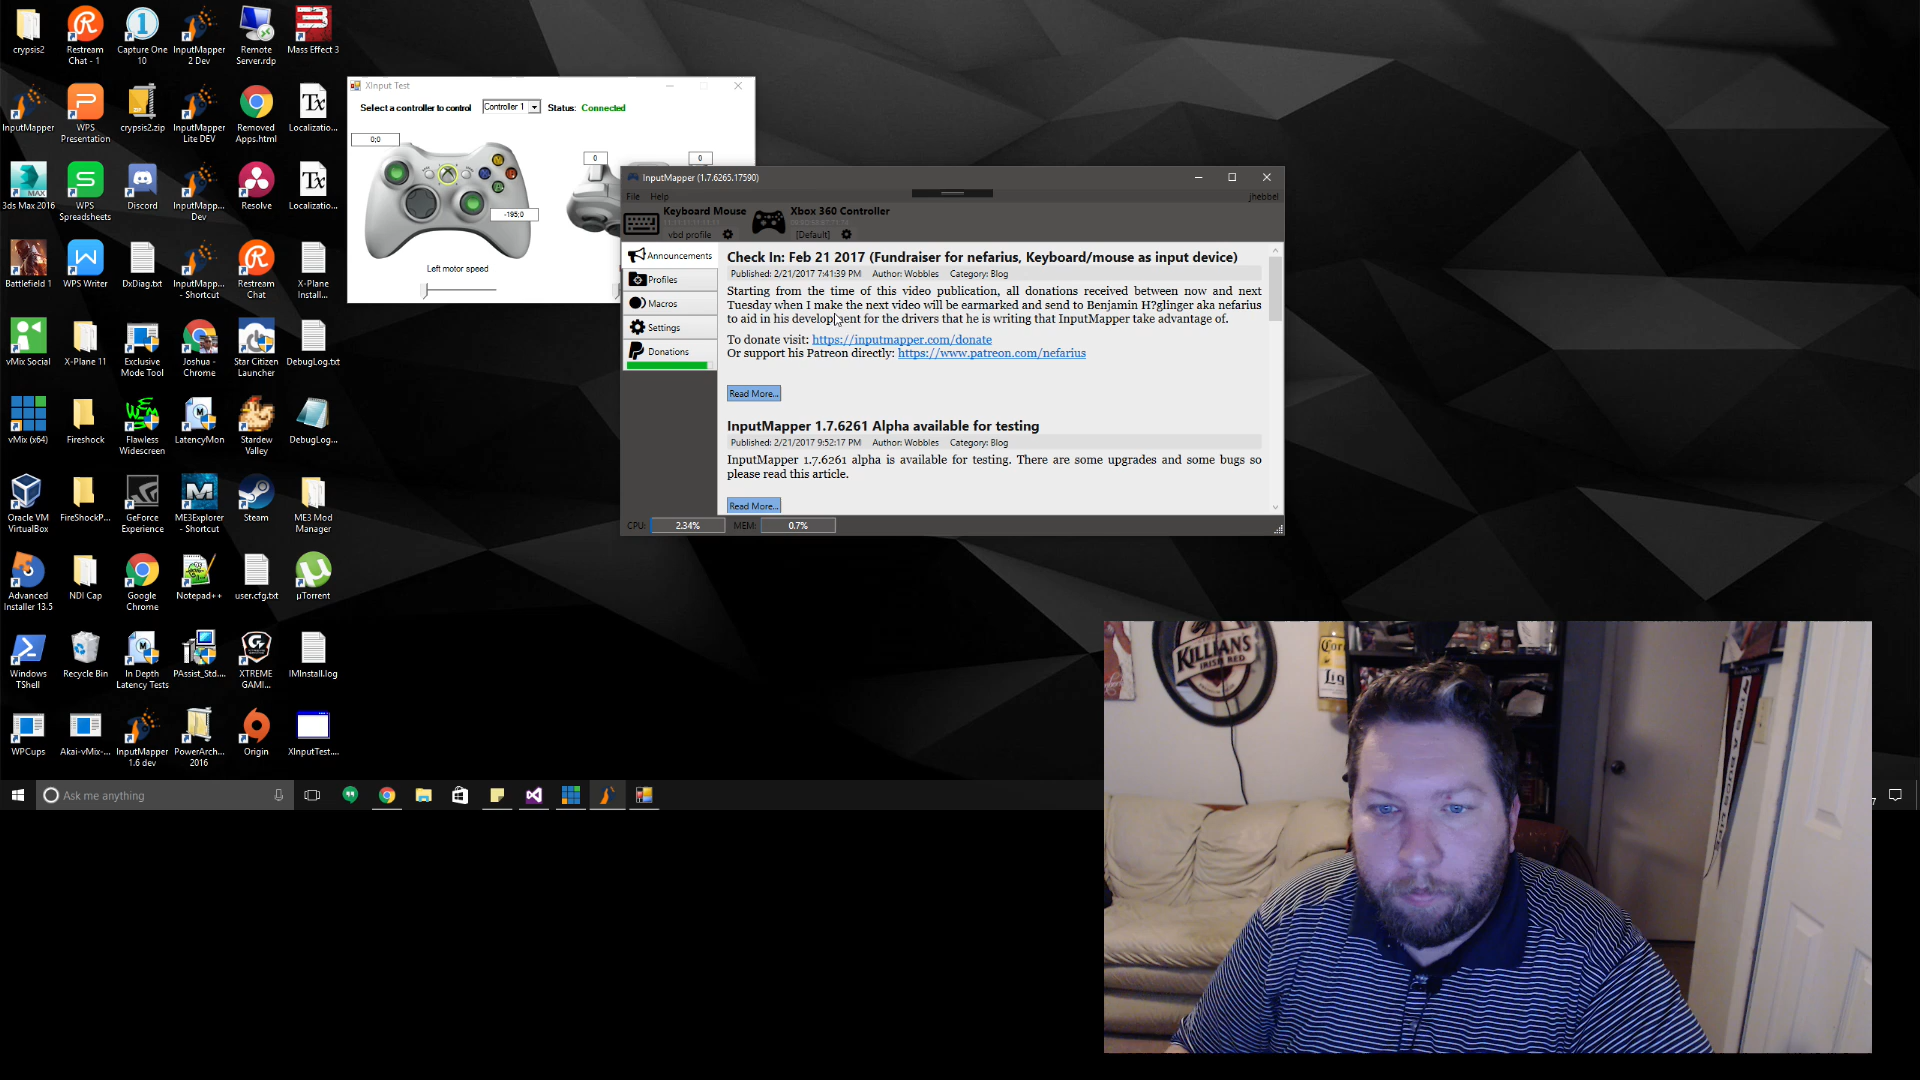 crypsis2
Restream
Chat - 1
Capture One
10
InputMapper
2 Dev
Remote
Server.rdp
Mass Effect 3
InputMapper
WPS
Presentation
crypsis2.zip
InputMapper
Lite DEV
Removed
Apps.html
Localizatio...
3ds Max 2016
WPS
Spreadsheets
Discord
InputMapp...
Dev
Resolve
Localizatio...
Battlefield 1
WPS Writer
DxDiag.txt
InputMapp...
- Shortcut
Restream
Chat
X-Plane
Install...
vMix Social
X-Plane 11
Exclusive
Mode Tool
Joshua -
Chrome
Star Citizen
Launcher
DebugLog.txt
vMix (x64)
Fireshock
Flawless
Widescreen
LatencyMon
Stardew
Valley
DebugLog...
Oracle VM
VirtualBox
FireShockP...
GeForce
Experience
ME3Explorer
- Shortcut
Steam
ME3 Mod
Manager
Advanced
Installer 13.5
NDI Cap
Google
Chrome
Notepad++
user.cfg.txt
µTorrent
Windows
TShell
Recycle Bin
In Depth
Latency Tests
PAssist_Std....
XTREME
GAMI...
IMInstall.log
WPCups
Akai-vMix-...
InputMapper
1.6 dev
PowerArch...
2016
Origin
XInputTest....
XInput Test
Select a controller to control
Controller 1
Status: Connected
0;0
0
0
-195;0
Left motor speed
InputMapper (1.7.6265.17590)
File Help
jhebbel
Keyboard Mouse
vbd profile
Xbox 360 Controller
[Default]
Announcements
Profiles
Macros
Settings
Donations
Check In: Feb 21 2017 (Fundraiser for nefarius, Keyboard/mouse as input device)
Published: 2/21/2017 7:41:39 PM Author: Wobbles Category: Blog
Starting from the time of this video publication, all donations received between now and next
Tuesday when I make the next video will be earmarked and send to Benjamin H?glinger aka nefarius
to aid in his development for the drivers that he is writing that InputMapper take advantage of.
To donate visit: https://inputmapper.com/donate
Or support his Patreon directly: https://www.patreon.com/nefarius
Read More...
InputMapper 1.7.6261 Alpha available for testing
Published: 2/21/2017 9:52:17 PM Author: Wobbles Category: Blog
InputMapper 1.7.6261 alpha is available for testing. There are some upgrades and some bugs so
please read this article.
Read More...
CPU: 2.34% MEM: 0.7%
Ask me anything
KILLIAN'S
IRISH RED